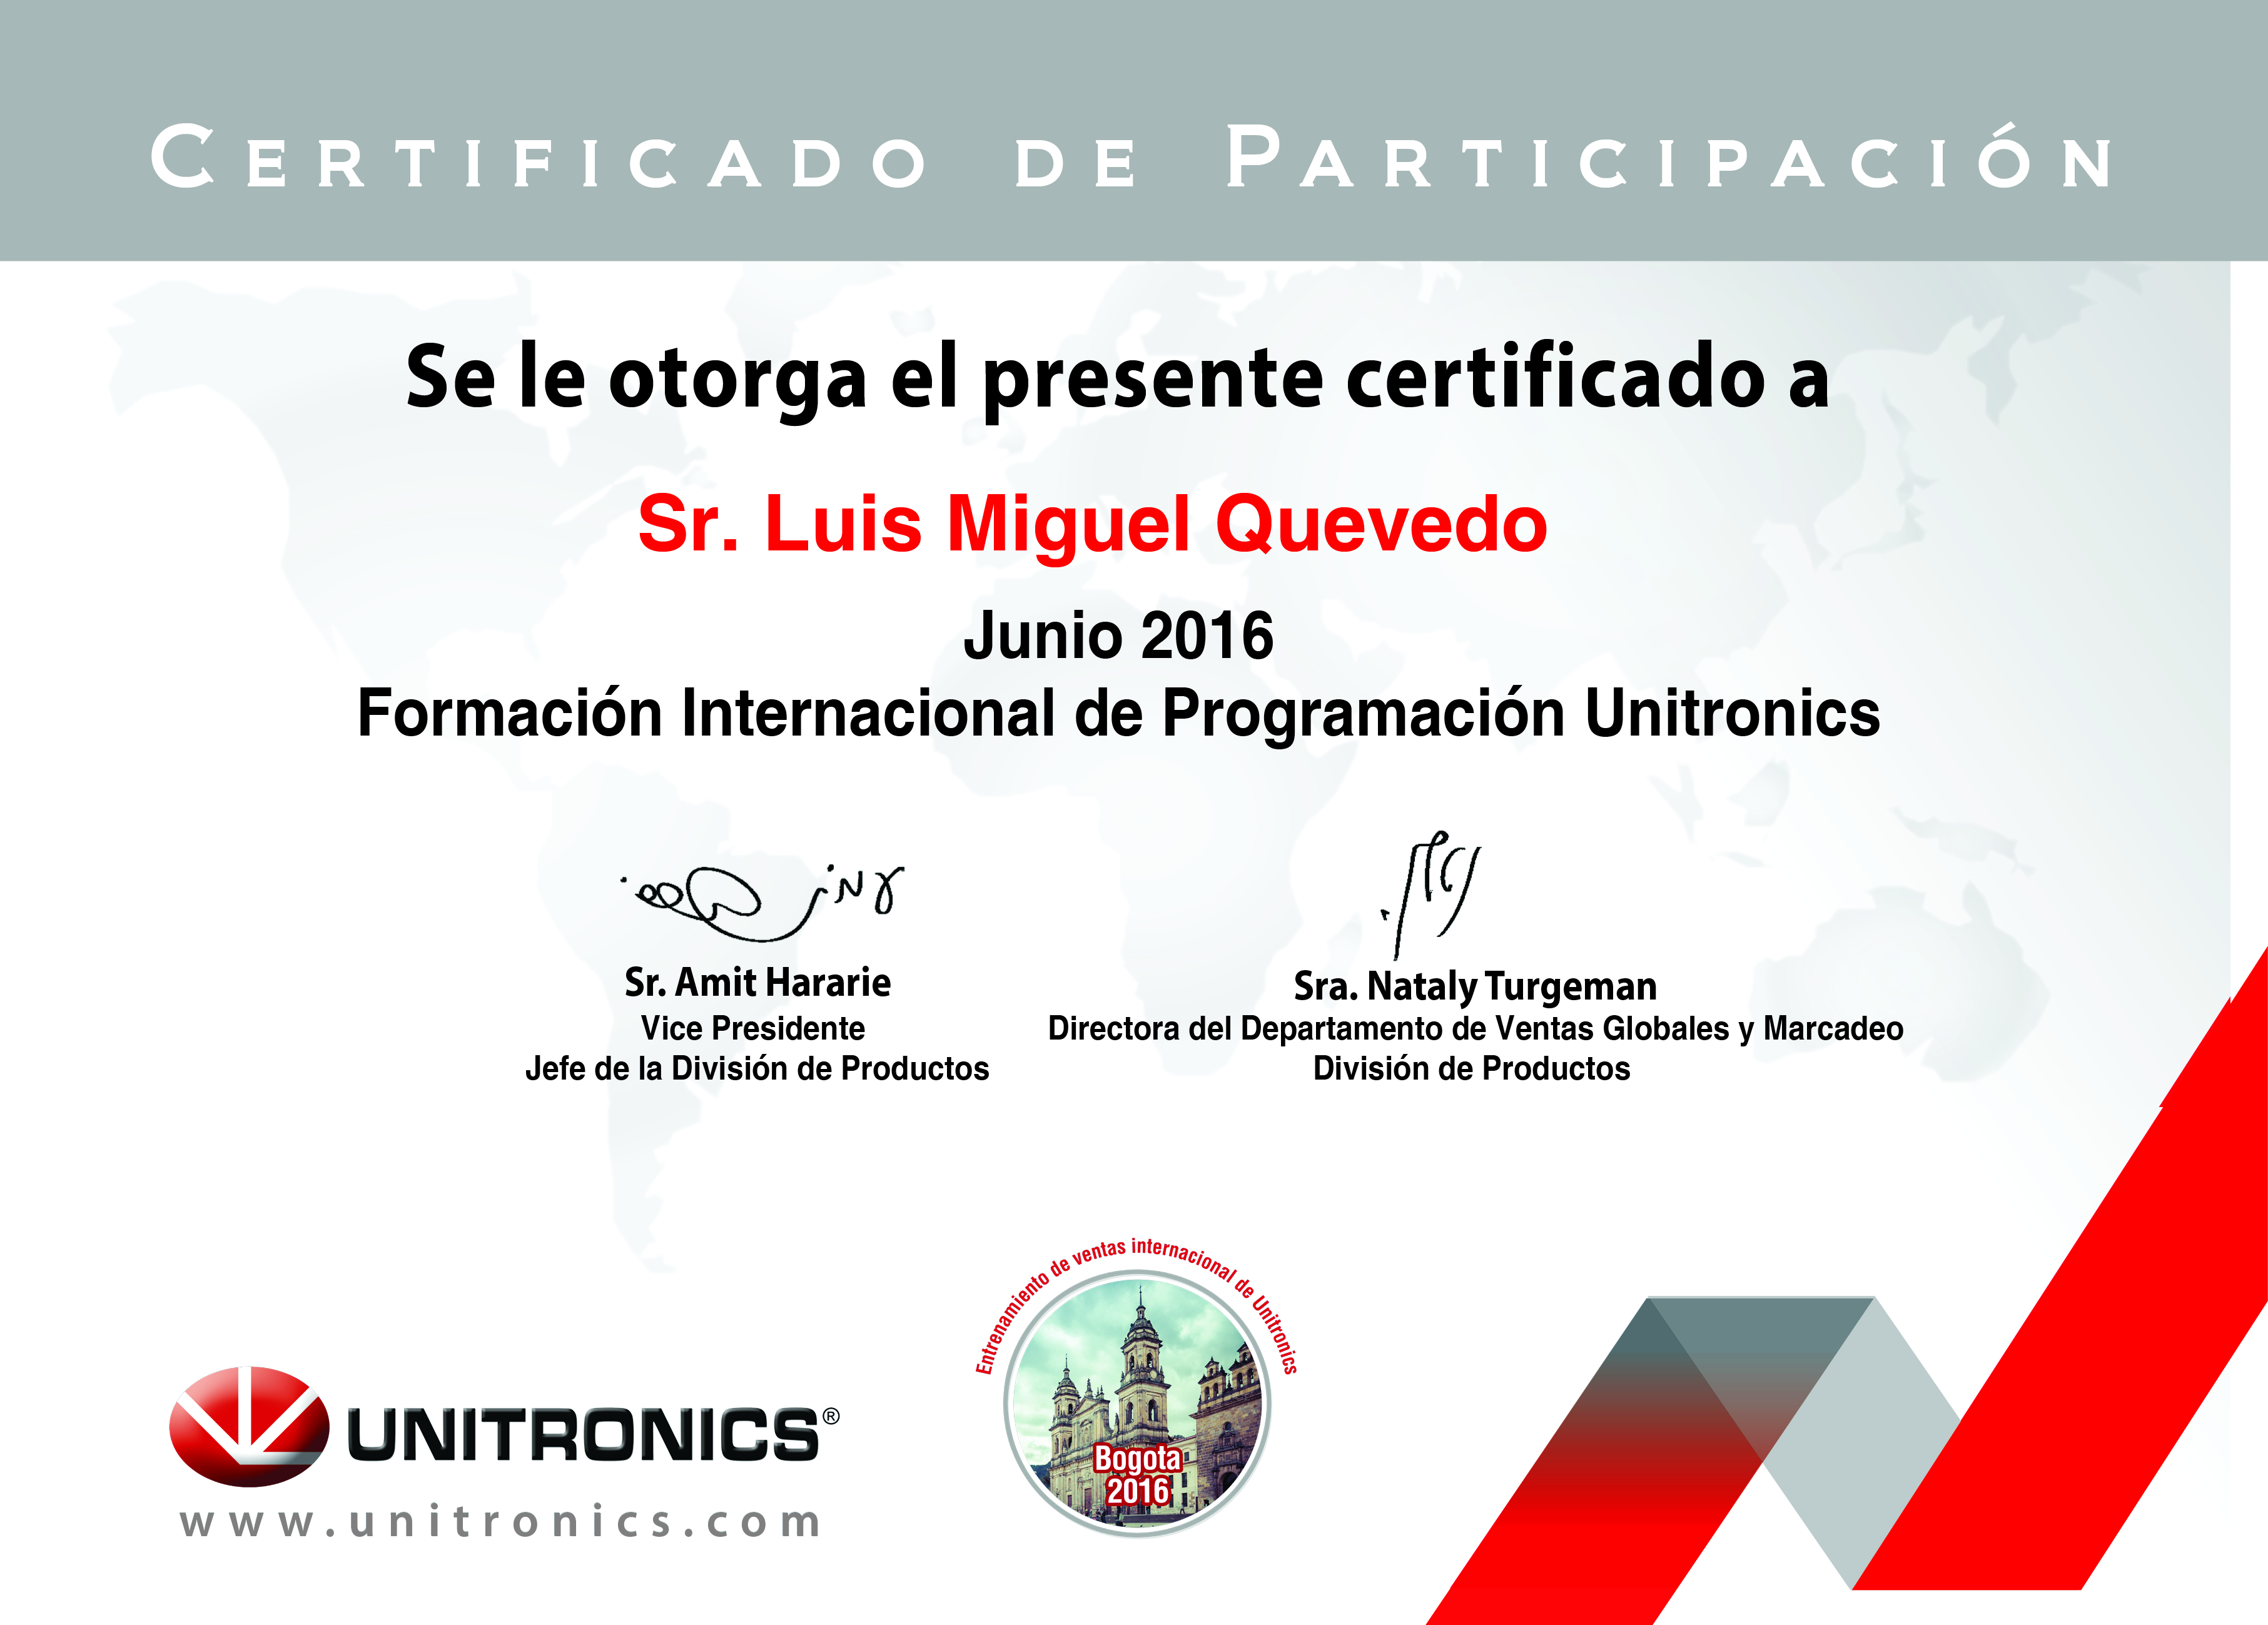 Certificado de Participación
Se le otorga el presente certificado a
Sr. Luis Miguel Quevedo
Junio 2016
Formación Internacional de Programación Unitronics
Sr. Amit Hararie
Vice Presidente
Jefe de la División de Productos
Sra. Nataly Turgeman
Directora del Departamento de Ventas Globales y Marcadeo
División de Productos
Entrenamiento de ventas internacional de Unitronics
Bogota
2016
UNITRONICS®
www.unitronics.com